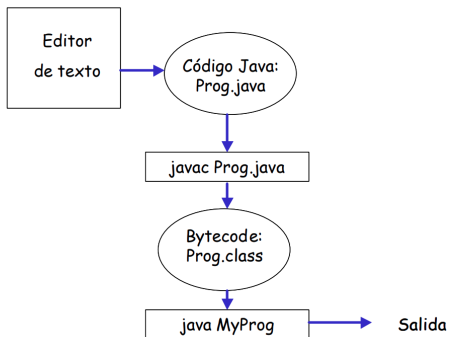 Editor
de texto
Código Java:
Prog.java
javac Prog.java
Bytecode:
Prog.class
java MyProg
Salida